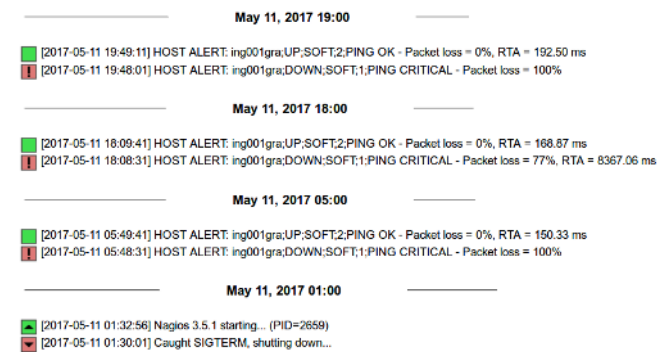 May 11, 2017 19:00
[2017-05-11 19:49:11] HOST ALERT: ing001gra;UP;SOFT;2;PING OK - Packet loss = 0%, RTA = 192.50 ms
[2017-05-11 19:48:01] HOST ALERT: ing001gra;DOWN;SOFT;1;PING CRITICAL - Packet loss = 100%
May 11, 2017 18:00
[2017-05-11 18:09:41] HOST ALERT: ing001gra;UP;SOFT;2;PING OK - Packet loss = 0%, RTA = 168.87 ms
[2017-05-11 18:08:31] HOST ALERT: ing001gra;DOWN;SOFT;1;PING CRITICAL - Packet loss = 77%, RTA = 8367.06 ms
May 11, 2017 05:00
[2017-05-11 05:49:41] HOST ALERT: ing001gra;UP;SOFT;2;PING OK - Packet loss = 0%, RTA = 150.33 ms
[2017-05-11 05:48:31] HOST ALERT: ing001gra;DOWN;SOFT;1;PING CRITICAL - Packet loss = 100%
May 11, 2017 01:00
[2017-05-11 01:32:56] Nagios 3.5.1 starting... (PID=2659)
[2017-05-11 01:30:01] Caught SIGTERM, shutting down...